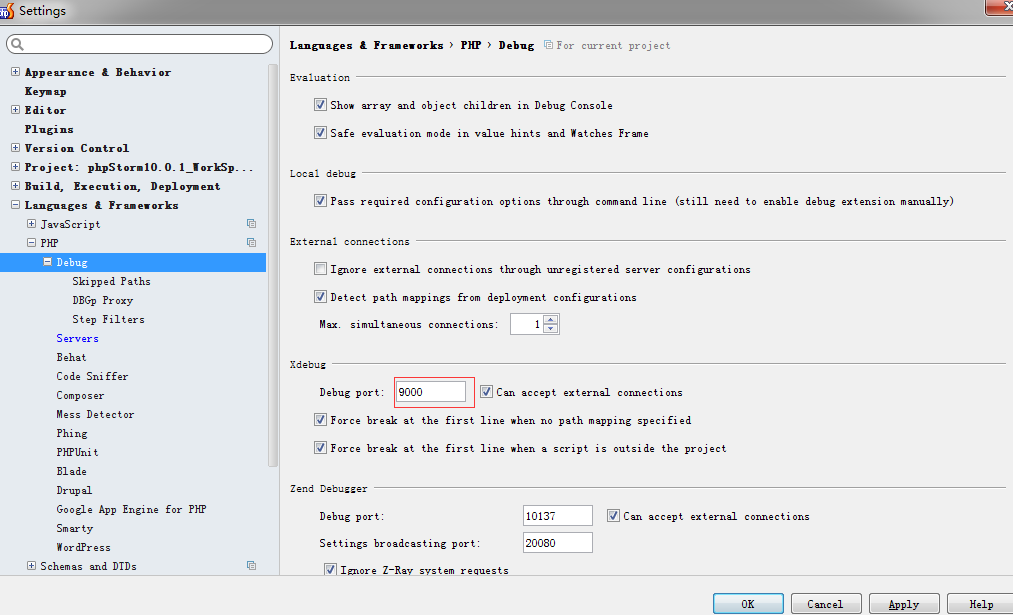 Settings
Appearance & Behavior
Keymap
Editor
Plugins
Version Control
Project: phpStorm10.0.1_WorkSp...
Build, Execution, Deployment
Languages & Frameworks
JavaScript
PHP
Debug
Skipped Paths
DBGp Proxy
Step Filters
Servers
Behat
Code Sniffer
Composer
Mess Detector
Phing
PHPUnit
Blade
Drupal
Google App Engine for PHP
Smarty
WordPress
Schemas and DTDs
Languages & Frameworks › PHP › Debug For current project
Evaluation
Show array and object children in Debug Console
Safe evaluation mode in value hints and Watches Frame
Local debug
Pass required configuration options through command line (still need to enable debug extension manually)
External connections
Ignore external connections through unregistered server configurations
Detect path mappings from deployment configurations
Max. simultaneous connections: 1
Xdebug
Debug port: 9000 Can accept external connections
Force break at the first line when no path mapping specified
Force break at the first line when a script is outside the project
Zend Debugger
Debug port: 10137 Can accept external connections
Settings broadcasting port: 20080
Ignore Z-Ray system requests
OK Cancel Apply Help